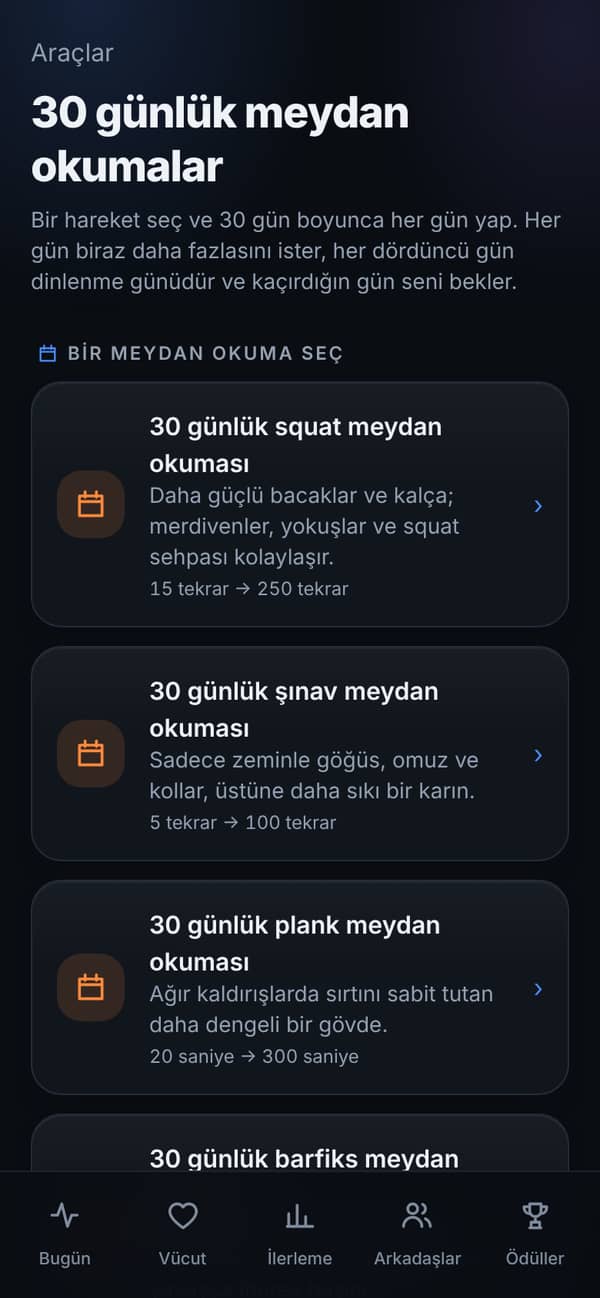 Araçlar
30 günlük meydan
okumalar
Bir hareket seç ve 30 gün boyunca her gün yap. Her
gün biraz daha fazlasını ister, her dördüncü gün
dinlenme günüdür ve kaçırdığın gün seni bekler.
BİR MEYDAN OKUMA SEÇ
30 günlük squat meydan
okuması
Daha güçlü bacaklar ve kalça;
merdivenler, yokuşlar ve squat
sehpası kolaylaşır.
15 tekrar → 250 tekrar
30 günlük şınav meydan
okuması
Sadece zeminle göğüs, omuz ve
kollar, üstüne daha sıkı bir karın.
5 tekrar → 100 tekrar
30 günlük plank meydan
okuması
Ağır kaldırışlarda sırtını sabit tutan
daha dengeli bir gövde.
20 saniye → 300 saniye
30 günlük barfiks meydan
Bugün
Vücut
İlerleme
Arkadaşlar
Ödüller